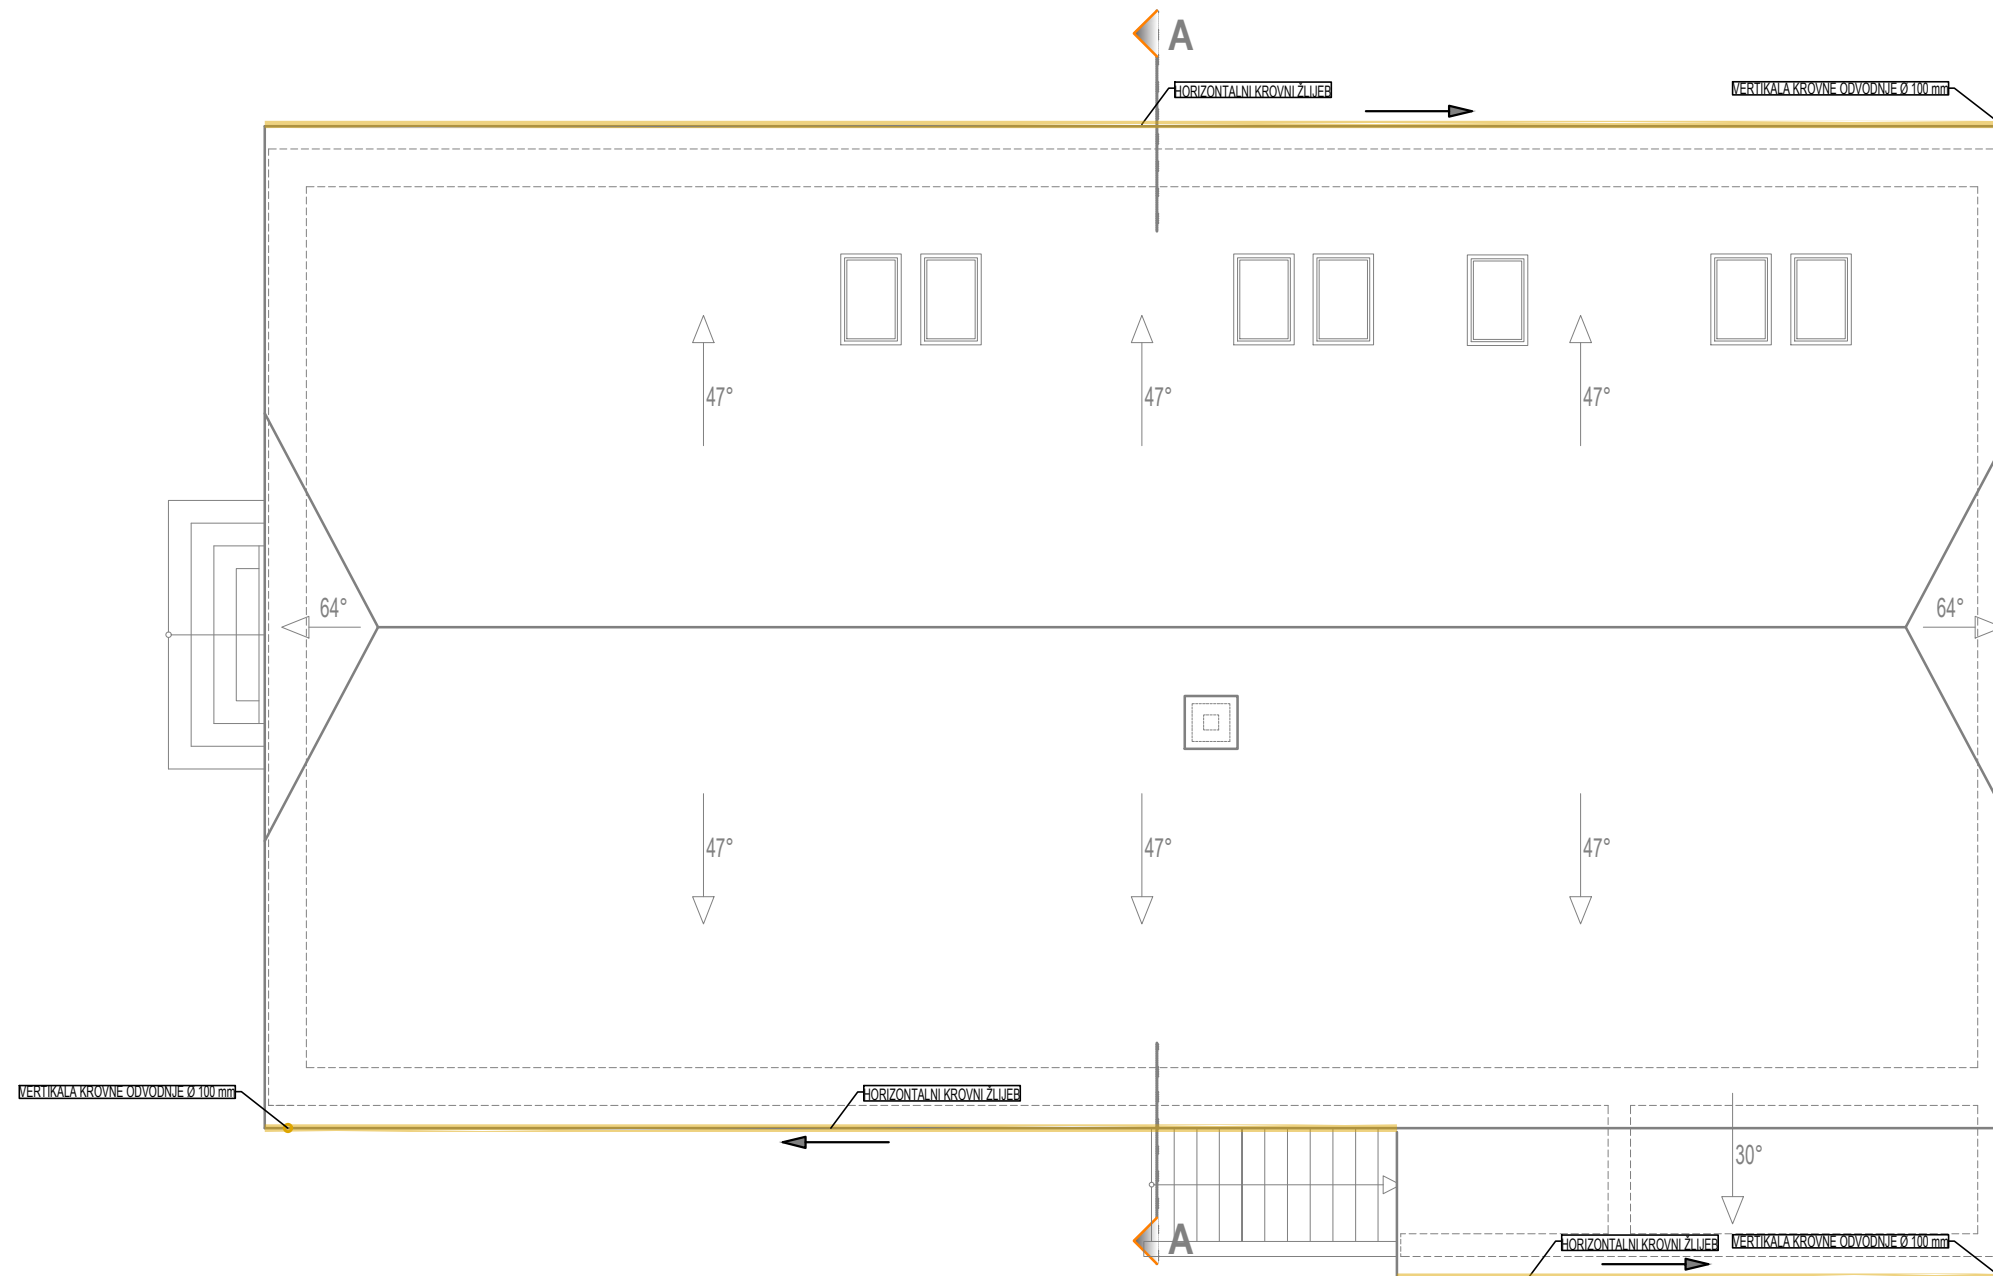 A
HORIZONTALNI KROVNI ŽLIJEB
VERTIKALA KROVNE ODVODNJE Ø 100 mm
47°
47°
47°
64°
64°
47°
47°
47°
VERTIKALA KROVNE ODVODNJE Ø 100 mm
HORIZONTALNI KROVNI ŽLIJEB
30°
A
HORIZONTALNI KROVNI ŽLIJEB
VERTIKALA KROVNE ODVODNJE Ø 100 mm